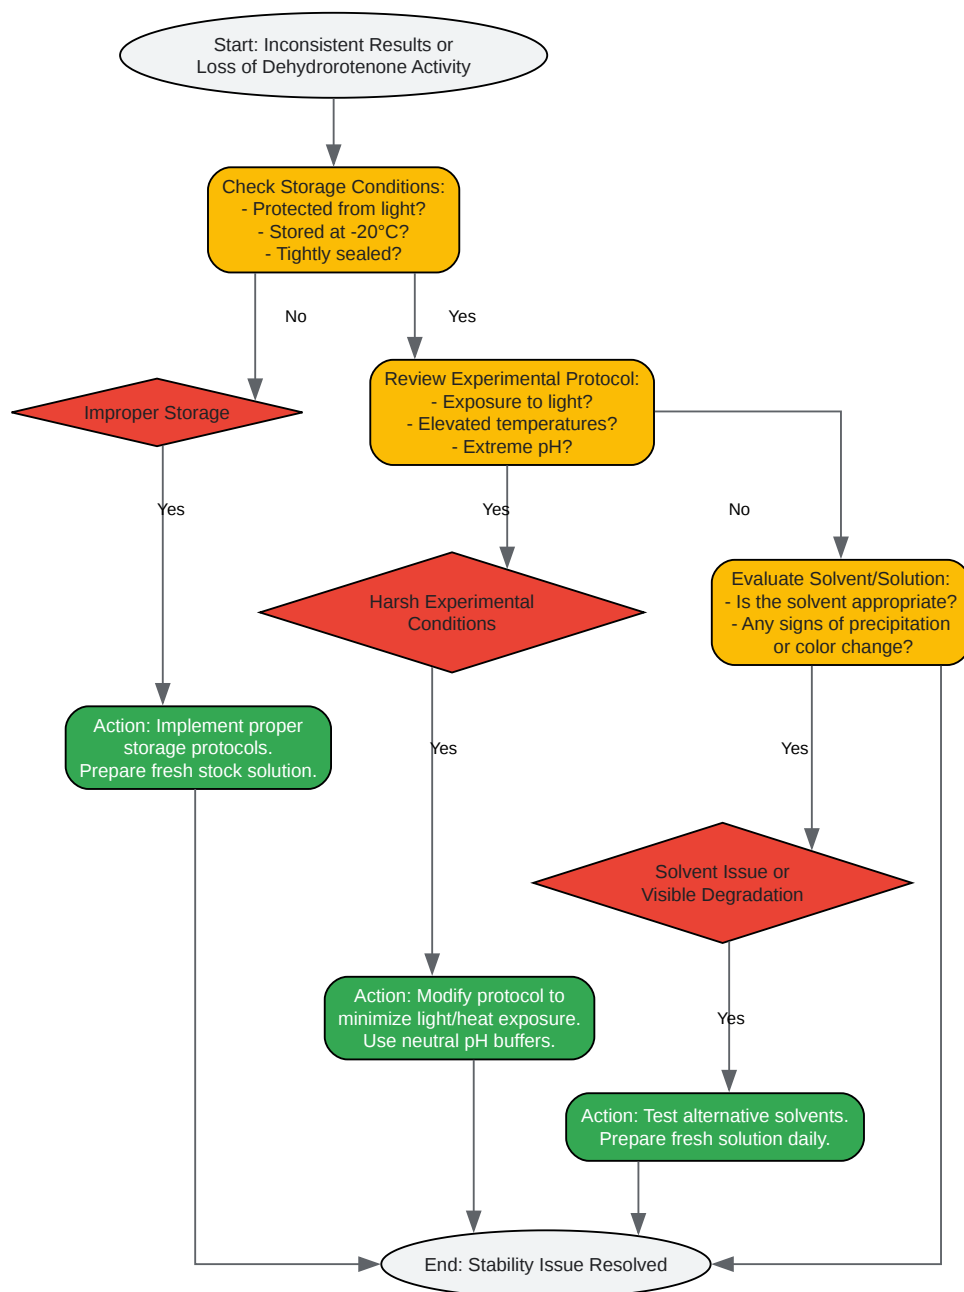 Start: Inconsistent Results or
Loss of Dehydrorotenone Activity
Check Storage Conditions:
- Protected from light?
- Stored at -20°C?
- Tightly sealed?
No
Yes
Review Experimental Protocol:
- Exposure to light?
- Elevated temperatures?
- Extreme pH?
Improper Storage
Yes
Yes
No
Harsh Experimental
Conditions
Evaluate Solvent/Solution:
- Is the solvent appropriate?
- Any signs of precipitation
or color change?
Action: Implement proper
storage protocols.
Prepare fresh stock solution.
Yes
Yes
Solvent Issue or
Visible Degradation
Action: Modify protocol to
minimize light/heat exposure.
Use neutral pH buffers.
Yes
Action: Test alternative solvents.
Prepare fresh solution daily.
End: Stability Issue Resolved